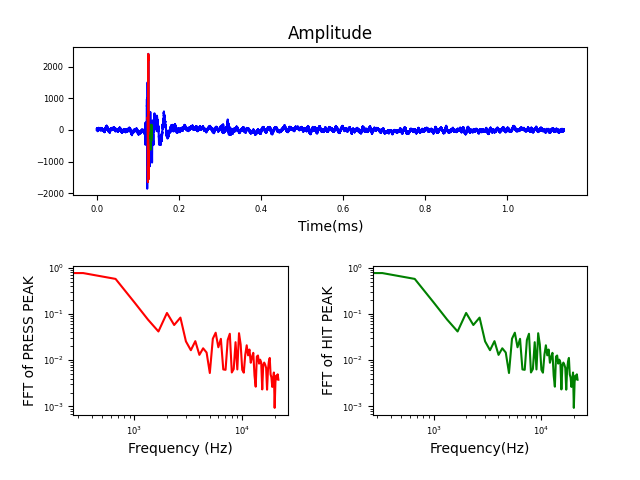 Amplitude
2000
1000
0
−1000
−2000
0.0 0.2 0.4 0.6 0.8 1.0
Time(ms)
FFT of PRESS PEAK
10⁰
10⁻¹
10⁻²
10⁻³
10³ 10⁴
Frequency (Hz)
FFT of HIT PEAK
10⁰
10⁻¹
10⁻²
10⁻³
10³ 10⁴
Frequency(Hz)